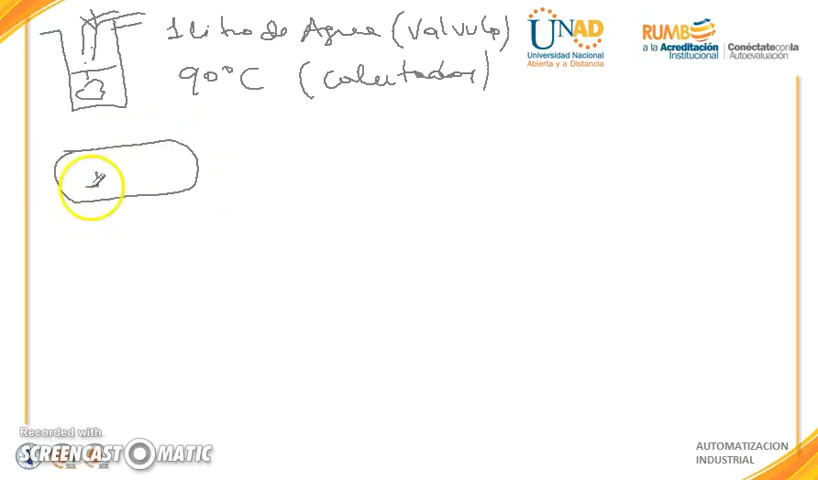 1 Litro de Agua (Valvula)
90°C (Calentador)
UNAD
Universidad Nacional
Abierta y a Distancia
RUMBO
a la Acreditación
Institucional
Conéctate con la
Autoevaluación
Recorded with
SCREENCAST-O-MATIC
AUTOMATIZACION
INDUSTRIAL